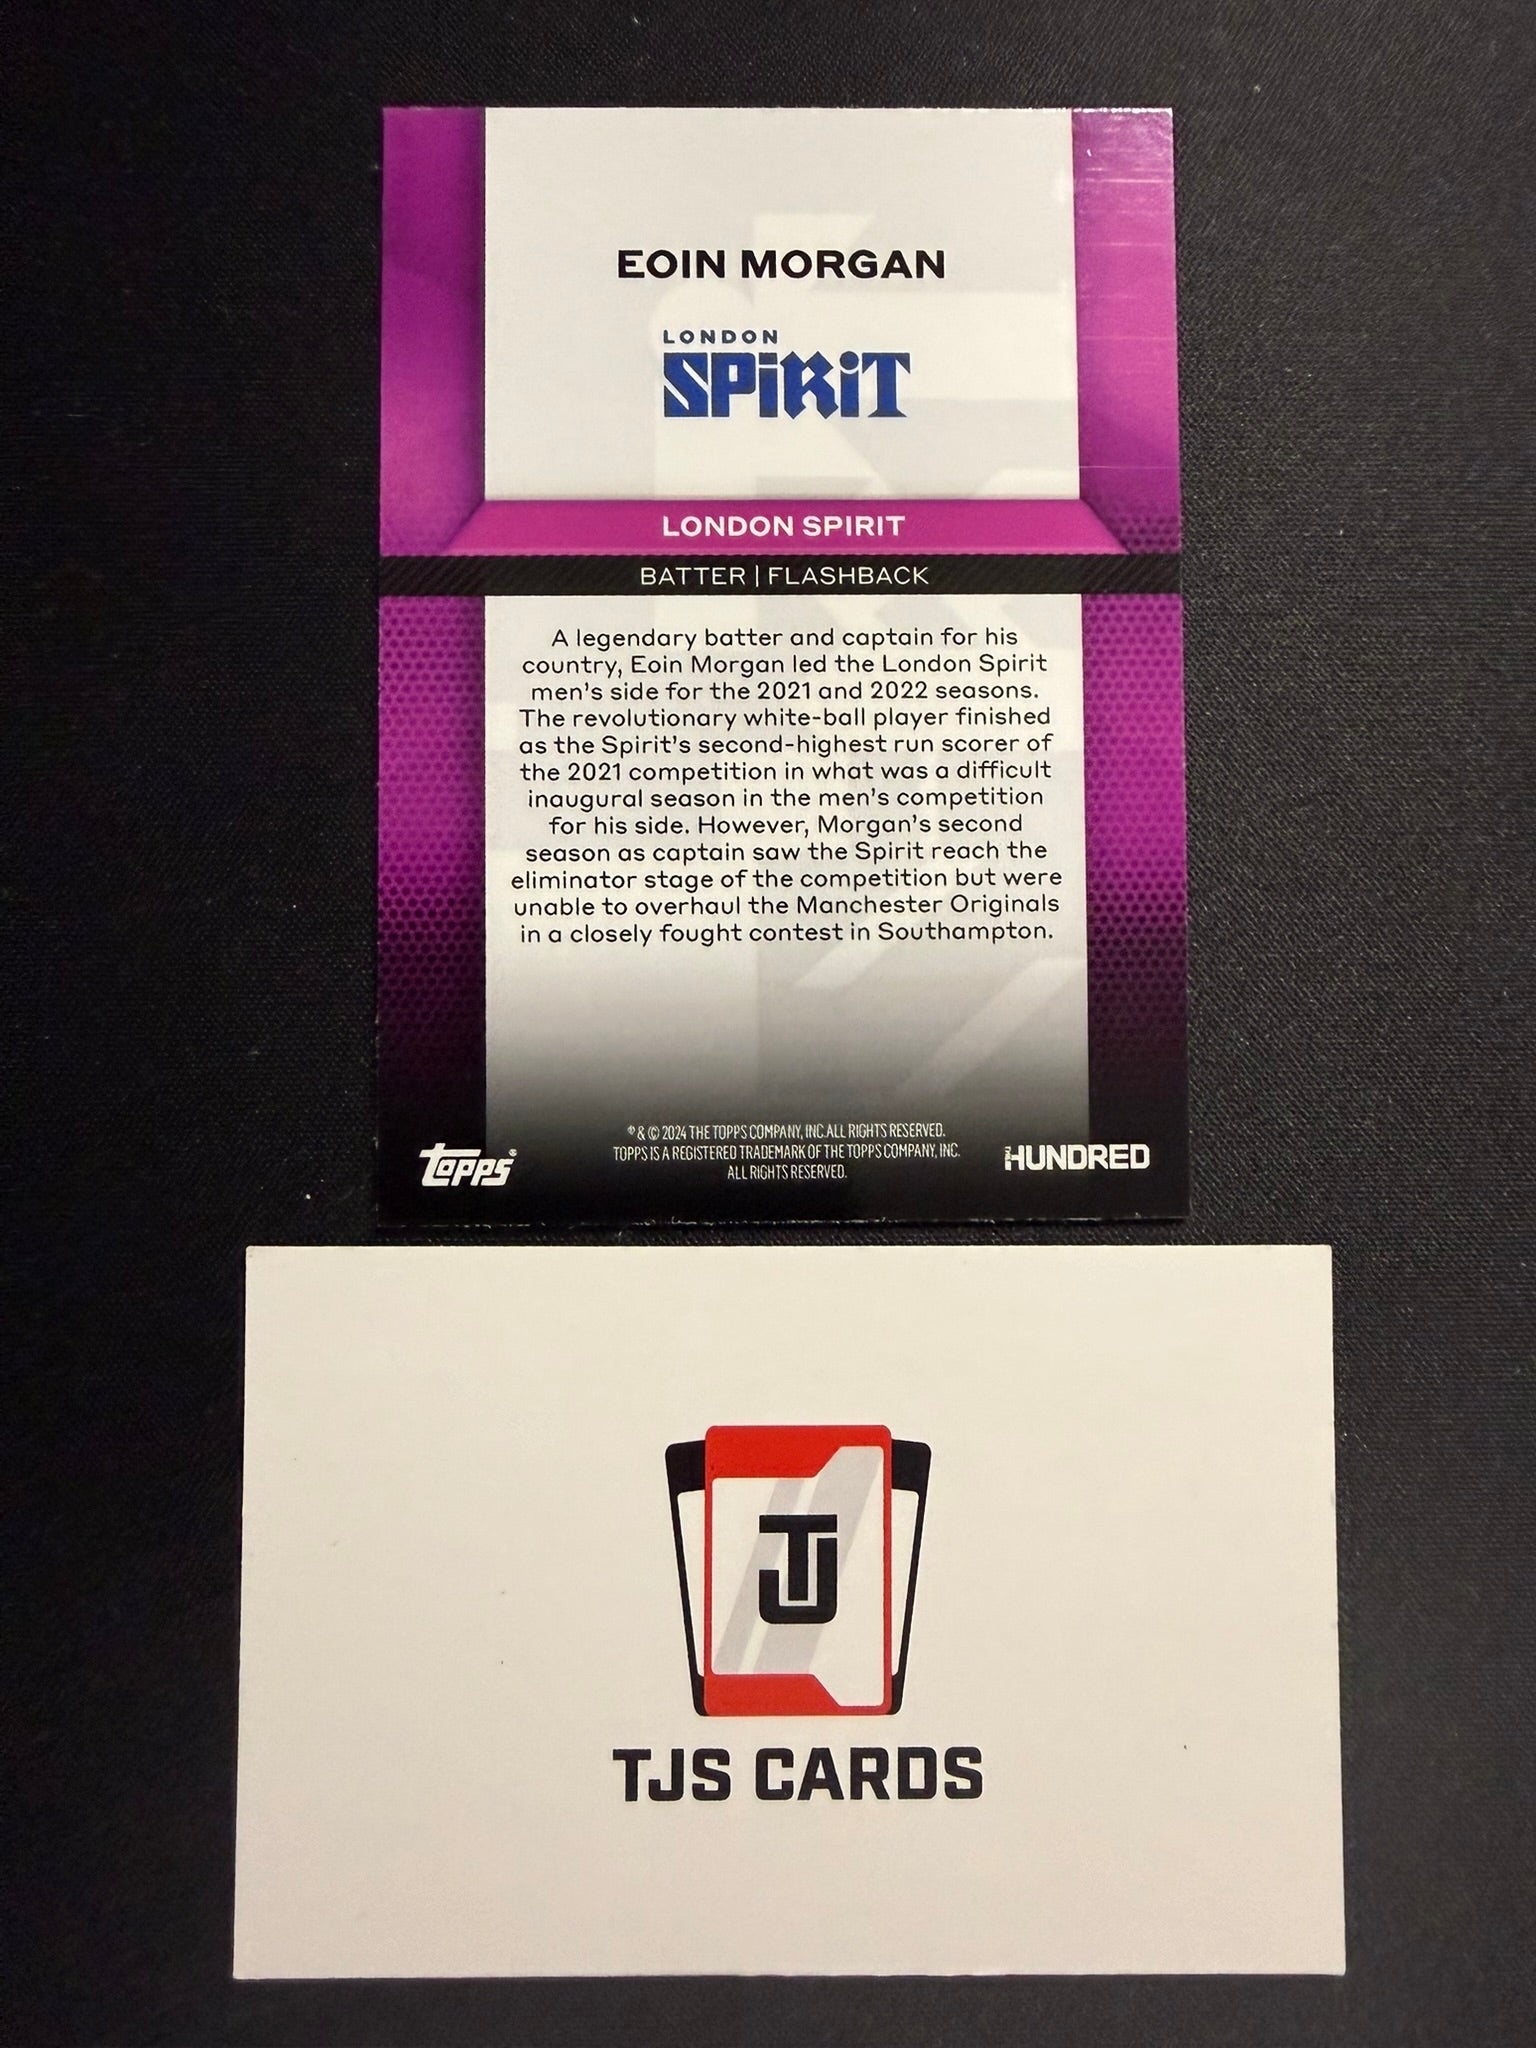 EOIN MORGAN
LONDON
SPiRiT
LONDON SPIRIT
BATTER | FLASHBACK
A legendary batter and captain for his
country, Eoin Morgan led the London Spirit
men's side for the 2021 and 2022 seasons.
The revolutionary white-ball player finished
as the Spirit's second-highest run scorer of
the 2021 competition in what was a difficult
inaugural season in the men's competition
for his side. However, Morgan's second
season as captain saw the Spirit reach the
eliminator stage of the competition but were
unable to overhaul the Manchester Originals
in a closely fought contest in Southampton.
® & © 2024 THE TOPPS COMPANY, INC.ALL RIGHTS RESERVED.
TOPPS IS A REGISTERED TRADEMARK OF THE TOPPS COMPANY, INC.
ALL RIGHTS RESERVED.
topps®
THE HUNDRED
TJ
TJS CARDS